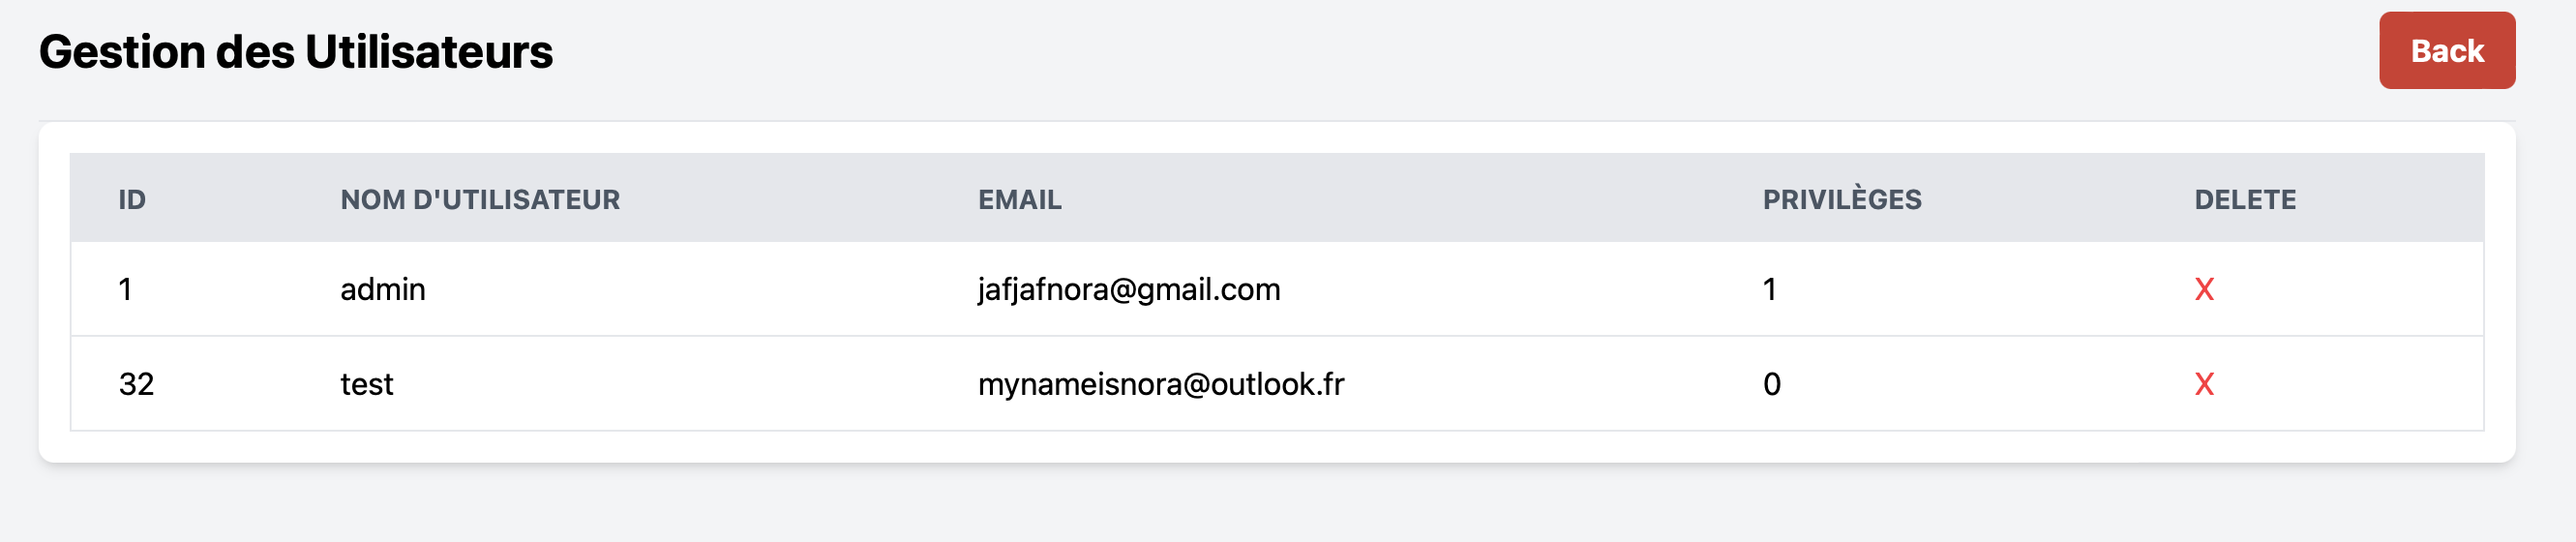 Gestion des Utilisateurs Back
ID NOM D'UTILISATEUR EMAIL PRIVILÈGES DELETE
1 admin jafjafnora@gmail.com 1 X
32 test mynameisnora@outlook.fr 0 X